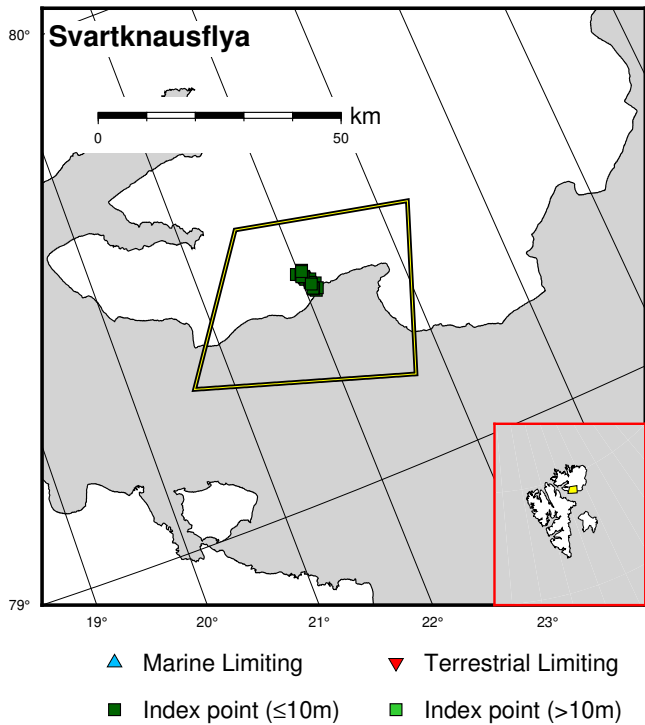 80°
Svartknausflya
km
0 50
79°
19° 20° 21° 22° 23°
Marine Limiting Terrestrial Limiting
Index point (≤10m) Index point (>10m)